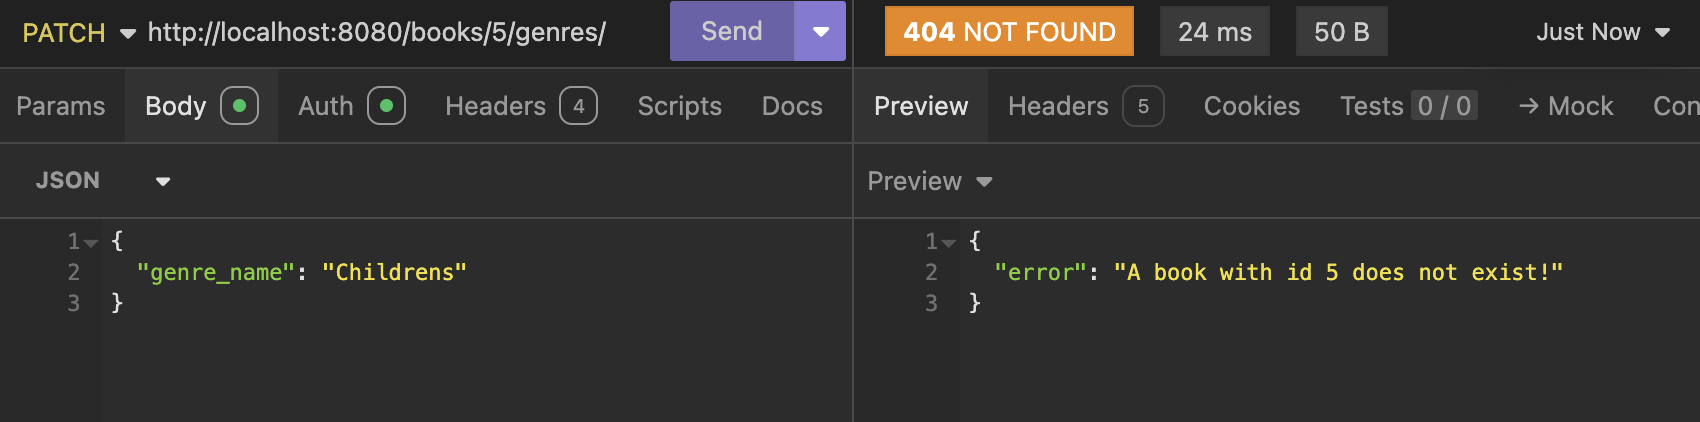 PATCH http://localhost:8080/books/5/genres/ Send 404 NOT FOUND 24 ms 50 B Just Now
Params Body Auth Headers 4 Scripts Docs Preview Headers 5 Cookies Tests 0 / 0 → Mock Con
JSON Preview
1 {
2 "genre_name": "Childrens"
3 }
1 {
2 "error": "A book with id 5 does not exist!"
3 }